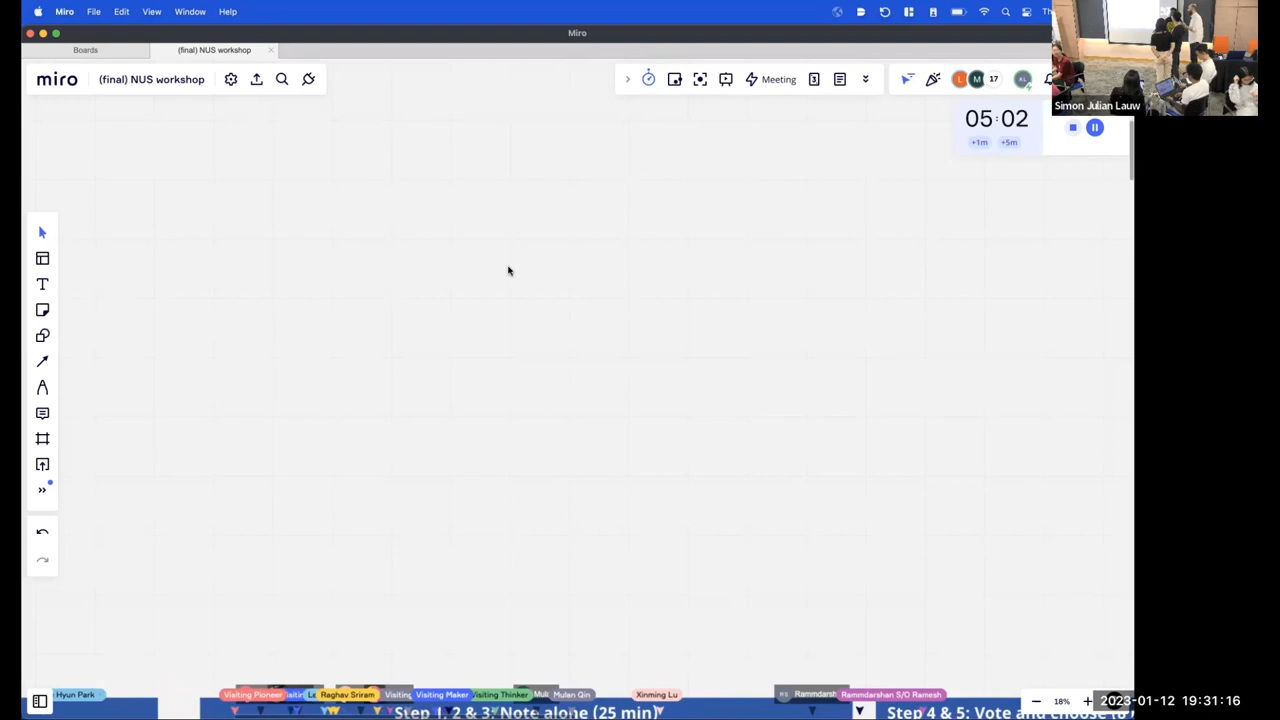 Miro File Edit View Window Help
Miro
Boards (final) NUS workshop
miro (final) NUS workshop Meeting L M 17 AL
Simon Julian Lauw
05:02
+1m +5m
Hyun Park Visiting Pioneer Raghav Sriram Visiting Maker Visiting Thinker Mulan Qin Xinming Lu Rammdarshan S/O Ramesh
18%
Step 1, 2 & 3: Note alone (25 min) Step 4 & 5: Vote and choose
2023-01-12 19:31:16